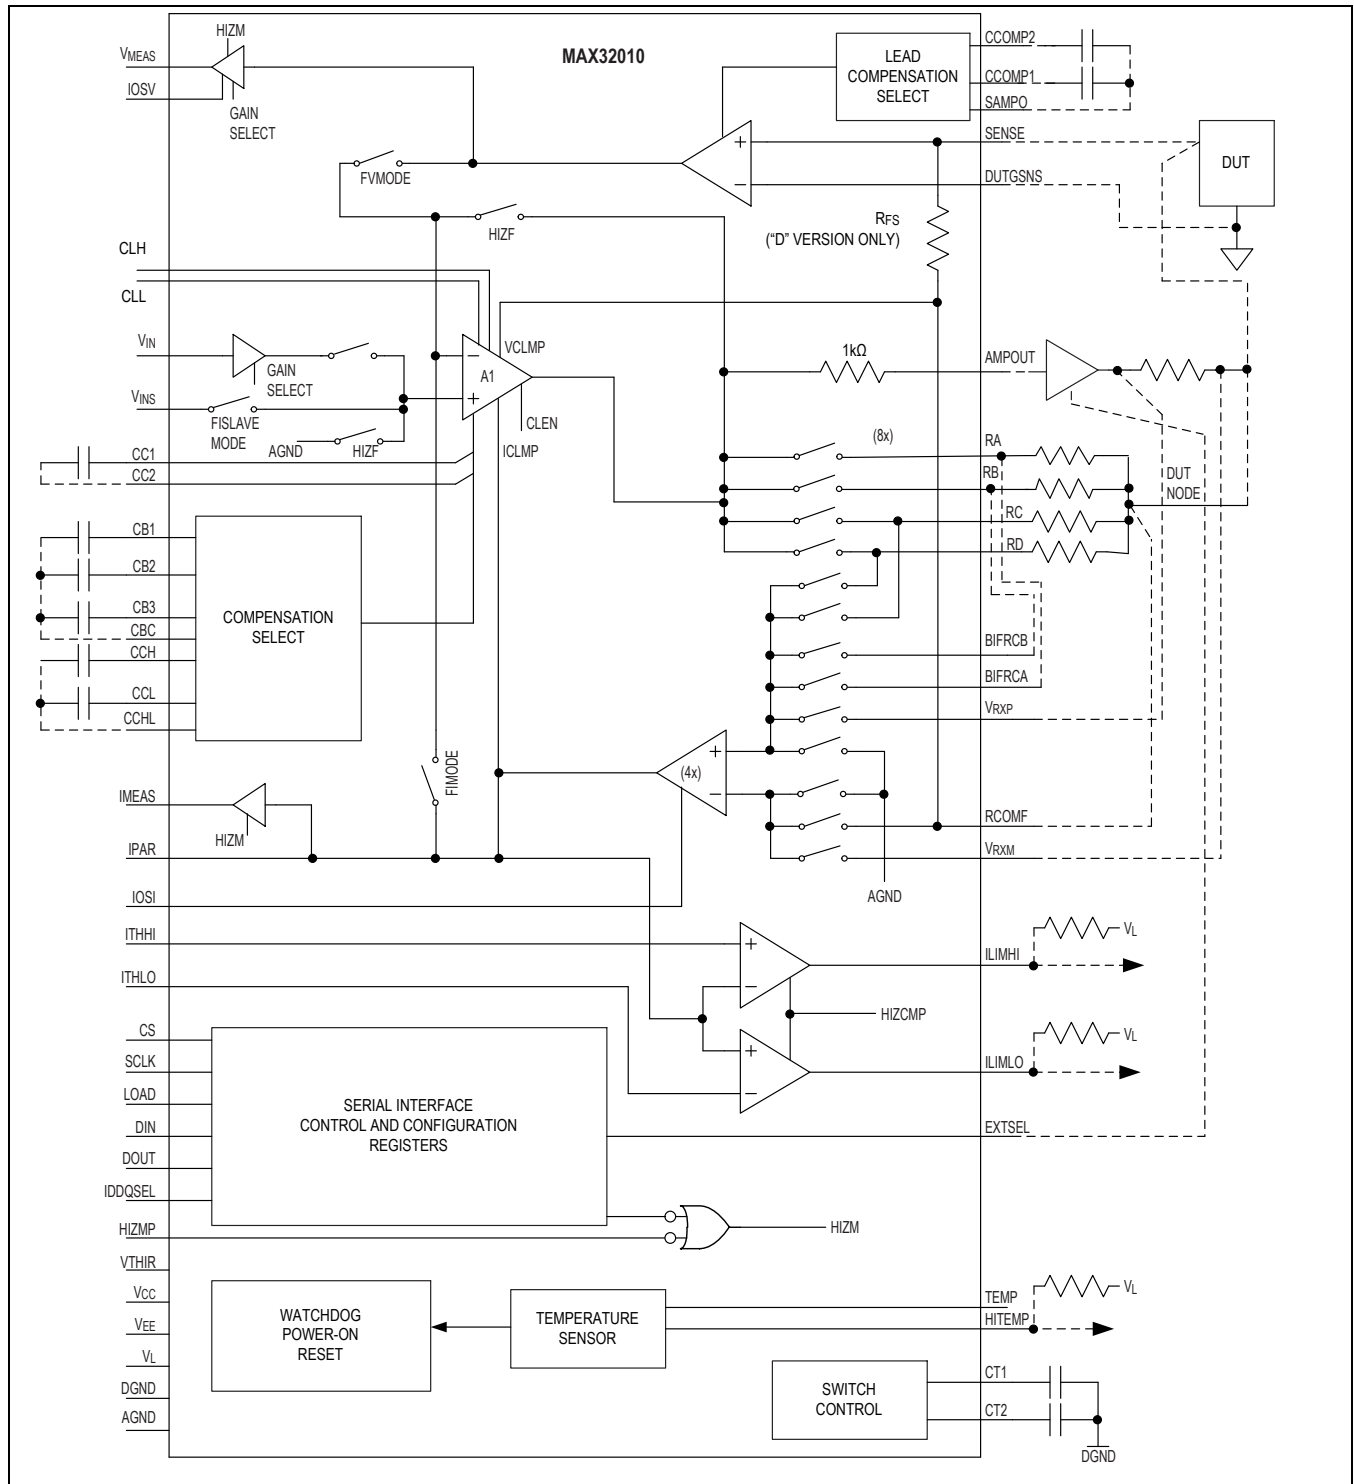 MAX32010
HIZM
VMEAS
IOSV
GAIN
SELECT
LEAD
COMPENSATION
SELECT
CCOMP2
CCOMP1
SAMPO
SENSE
DUTGSNS
DUT
+
−
FVMODE
HIZF
RFS
("D" VERSION ONLY)
CLH
CLL
VIN
GAIN
SELECT
VINS
FISLAVE
MODE
AGND
HIZF
−
A1
+
VCLMP
CLEN
ICLMP
1kΩ
AMPOUT
(8x)
RA
RB
RC
RD
DUT
NODE
CC1
CC2
CB1
CB2
CB3
CBC
CCH
CCL
CCHL
COMPENSATION
SELECT
BIFRCB
BIFRCA
VRXP
RCOMF
VRXM
AGND
+
(4x)
−
FIMODE
IMEAS
HIZM
IPAR
IOSI
ITHHI
ITHLO
+
−
+
−
HIZCMP
ILIMHI
VL
ILIMLO
VL
EXTSEL
CS
SCLK
LOAD
DIN
DOUT
IDDQSEL
SERIAL INTERFACE
CONTROL AND CONFIGURATION
REGISTERS
HIZMP
HIZM
VTHIR
VCC
VEE
VL
DGND
AGND
WATCHDOG
POWER-ON
RESET
TEMPERATURE
SENSOR
TEMP
HITEMP
VL
SWITCH
CONTROL
CT1
CT2
DGND